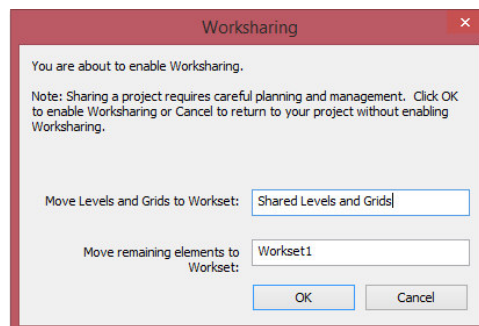 Worksharing
You are about to enable Worksharing.
Note: Sharing a project requires careful planning and management. Click OK
to enable Worksharing or Cancel to return to your project without enabling
Worksharing.
Move Levels and Grids to Workset: Shared Levels and Grids
Move remaining elements to Workset1
Workset:
OK Cancel